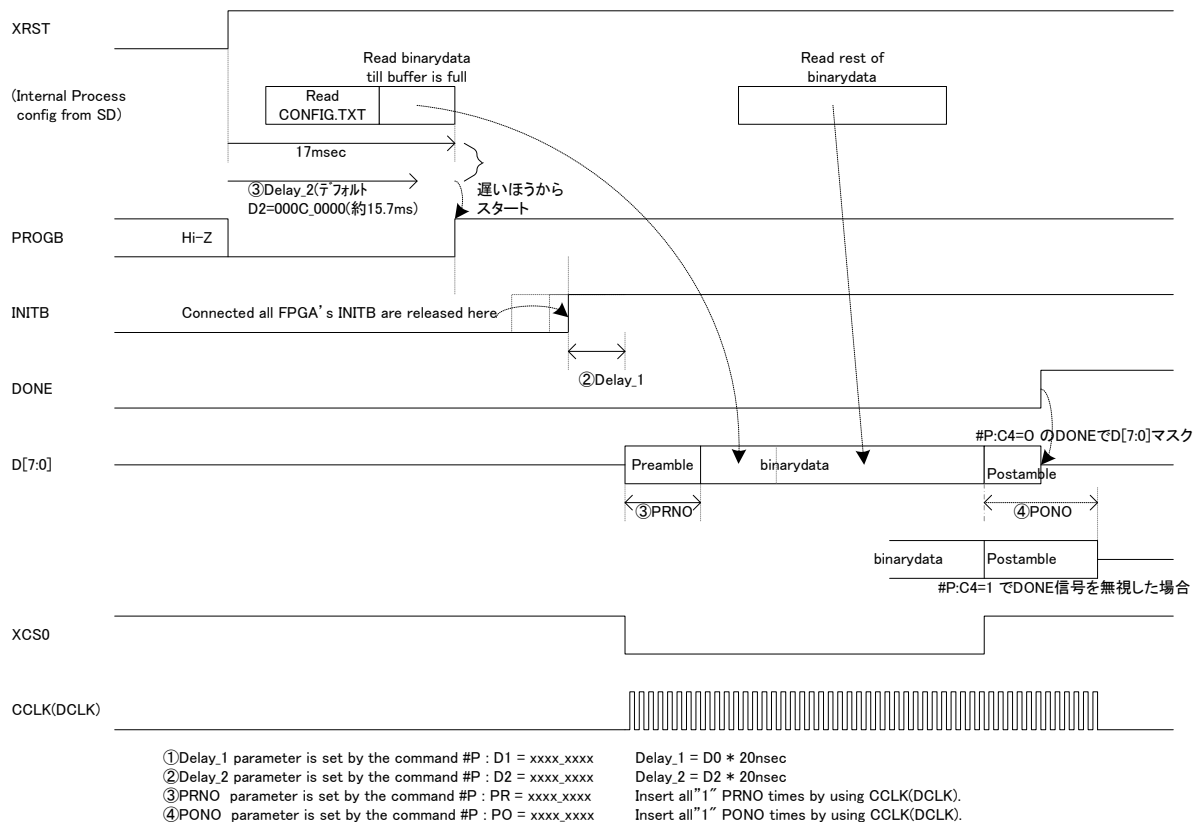 XRST
Read binarydata
till buffer is full
Read rest of
binarydata
(Internal Process
config from SD)
Read
CONFIG.TXT
17msec
③Delay_2(デフォルト
D2=000C_0000(約15.7ms)
遅いほうから
スタート
PROGB
Hi-Z
INITB
Connected all FPGA's INITB are released here
②Delay_1
DONE
#P:C4=0 のDONEでD[7:0]マスク
D[7:0]
Preamble
binarydata
Postamble
③PRNO
④PONO
binarydata
Postamble
#P:C4=1 でDONE信号を無視した場合
XCS0
CCLK(DCLK)
①Delay_1 parameter is set by the command #P : D1 = xxxx_xxxx Delay_1 = D0 * 20nsec
②Delay_2 parameter is set by the command #P : D2 = xxxx_xxxx Delay_2 = D2 * 20nsec
③PRNO parameter is set by the command #P : PR = xxxx_xxxx Insert all"1" PRNO times by using CCLK(DCLK).
④PONO parameter is set by the command #P : PO = xxxx_xxxx Insert all"1" PONO times by using CCLK(DCLK).